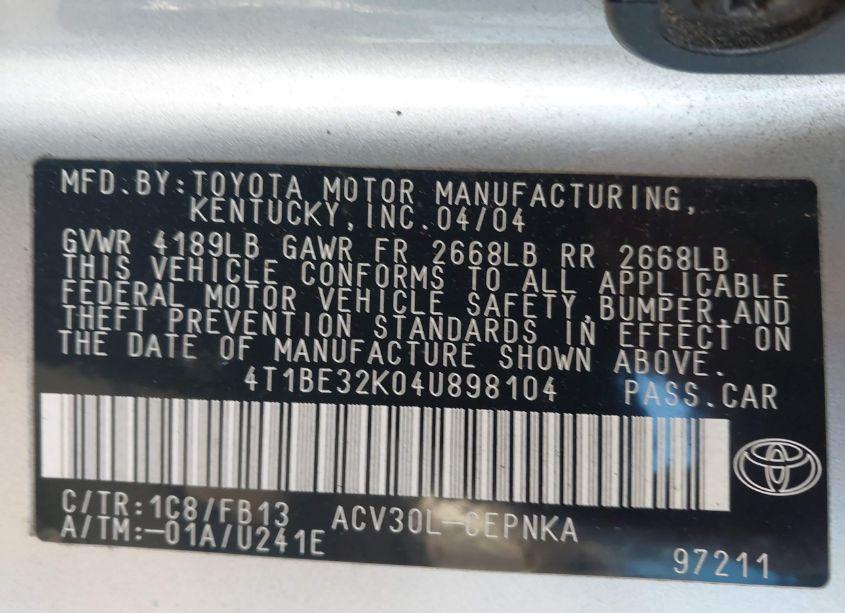 MFD.BY:TOYOTA MOTOR MANUFACTURING,
KENTUCKY,INC.04/04
GVWR 4189LB GAWR FR 2668LB RR 2668LB
THIS VEHICLE CONFORMS TO ALL APPLICABLE
FEDERAL MOTOR VEHICLE SAFETY,BUMPER,AND
THEFT PREVENTION STANDARDS IN EFFECT ON
THE DATE OF MANUFACTURE SHOWN ABOVE.
4T1BE32K04U898104 PASS.CAR
C/TR:1C8/FB13 ACV30L-CEPNKA
A/TM:-01A/U241E
97211